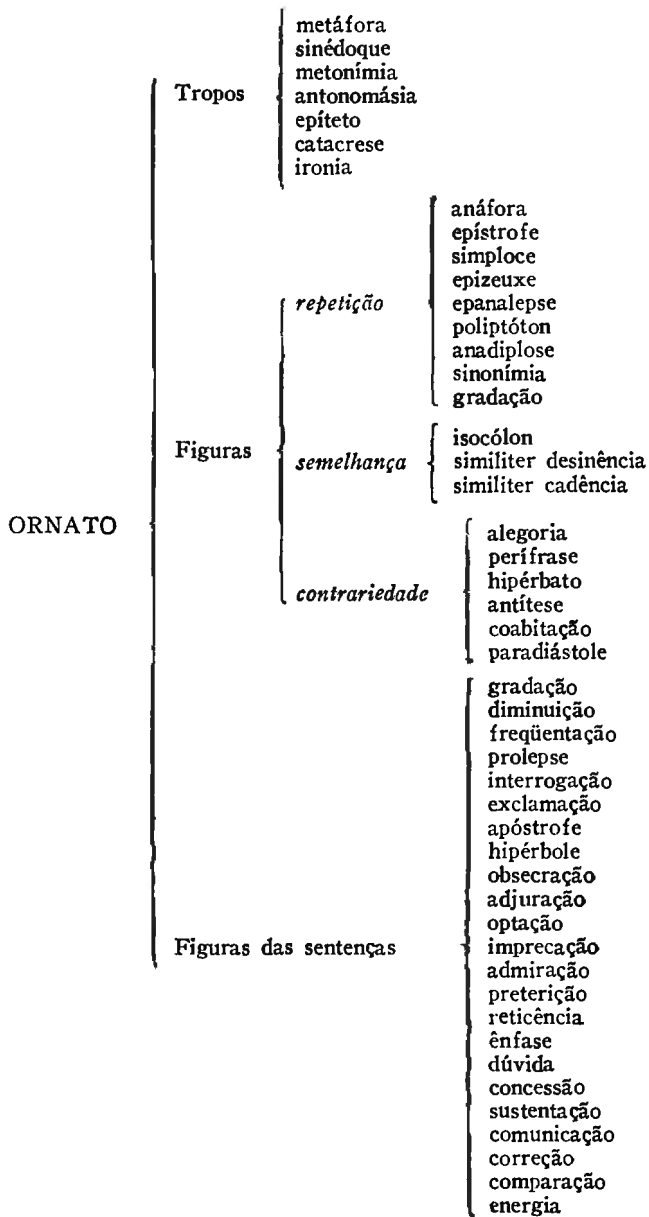 metáfora
sinédoque
metonímia
Tropos
antonomásia
epíteto
catacrese
ironia
anáfora
epístrofe
simploce
epizeuxe
repetição
epanalepse
poliptóton
anadiplose
sinonímia
gradação
Figuras
isocólon
semelhança
similiter desinência
similiter cadência
ORNATO
alegoria
perífrase
hipérbato
contrariedade
antítese
coabitação
paradiástole
gradação
diminuição
freqüentação
prolepse
interrogação
exclamação
apóstrofe
hipérbole
obsecração
adjuração
optação
Figuras das sentenças
imprecação
admiração
preterição
reticência
ênfase
dúvida
concessão
sustentação
comunicação
correção
comparação
energia